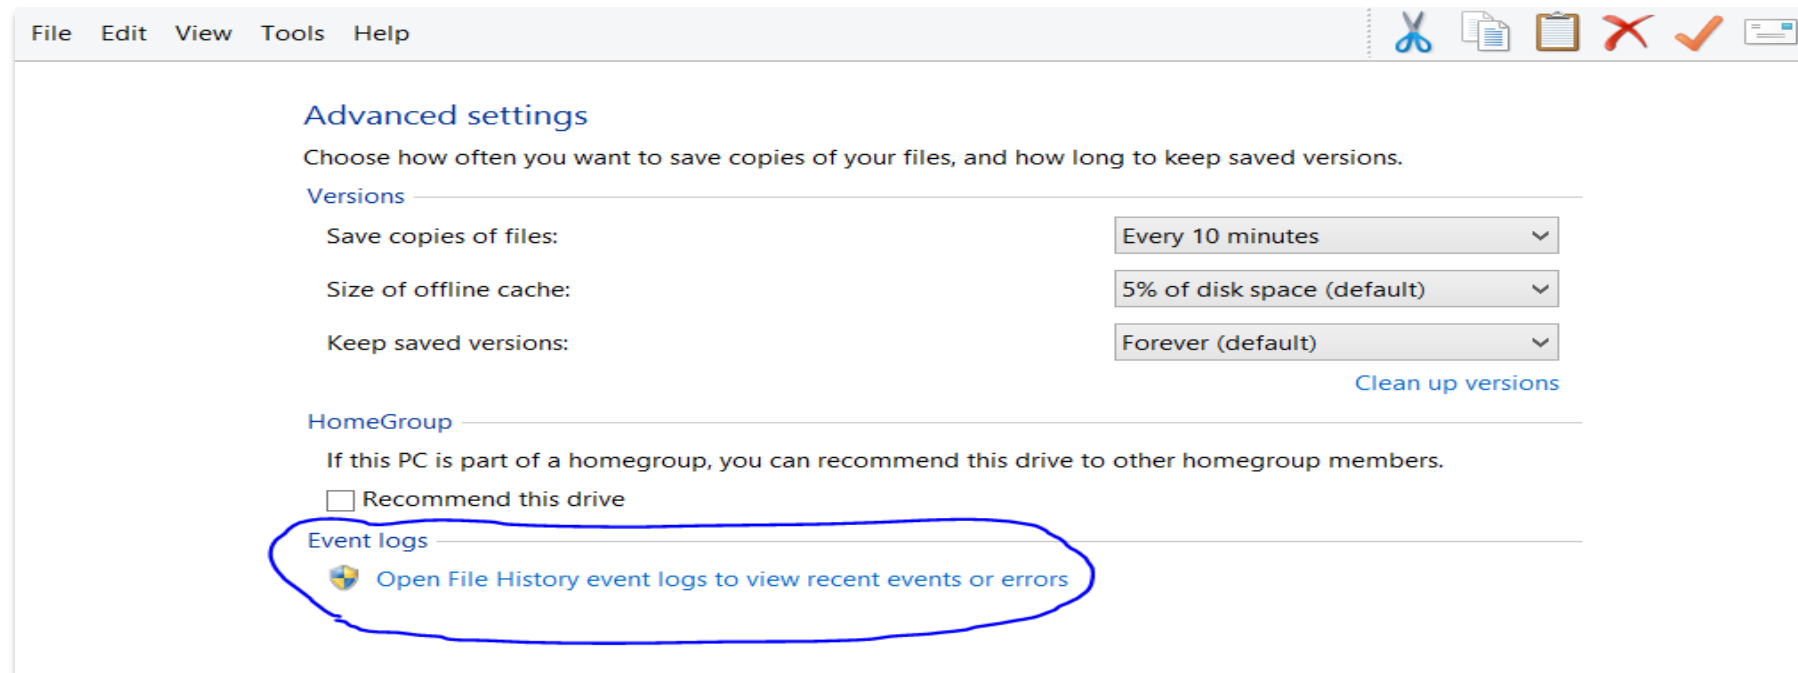 File Edit View Tools Help
Advanced settings
Choose how often you want to save copies of your files, and how long to keep saved versions.
Versions
Save copies of files: Every 10 minutes
Size of offline cache: 5% of disk space (default)
Keep saved versions: Forever (default)
Clean up versions
HomeGroup
If this PC is part of a homegroup, you can recommend this drive to other homegroup members.
Recommend this drive
Event logs
Open File History event logs to view recent events or errors